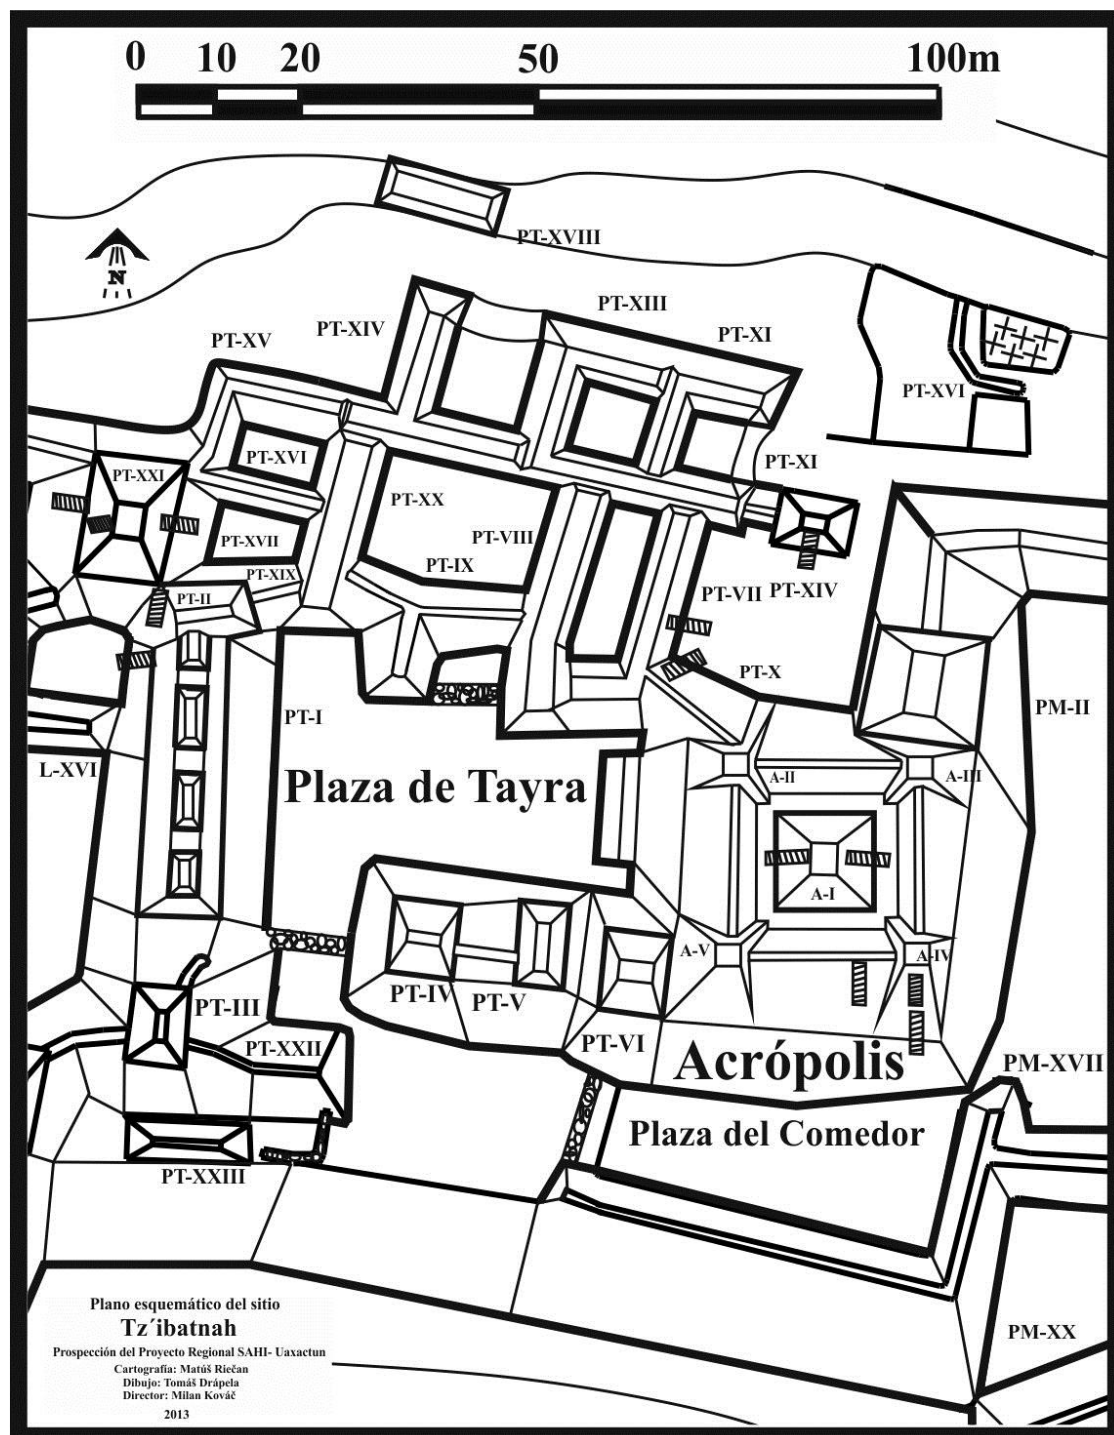 0 10 20 50 100m
PT-XVIII
N
PT-XIII
PT-XIV
PT-XI
PT-XV
PT-XVI
PT-XVI
PT-XI
PT-XXI
PT-XX
PT-VIII
PT-XVII
PT-IX
PT-XIX
PT-II
PT-VII
PT-XIV
PT-X
PT-I
PM-II
L-XVI
Plaza de Tayra
A-II
A-III
A-I
A-V
A-IV
PT-IV
PT-V
PT-III
PT-VI
PT-XXII
Acrópolis
PM-XVII
Plaza del Comedor
PT-XXIII
Plano esquemático del sitio
Tz´ibatnah
Prospección del Proyecto Regional SAHI- Uaxactun
Cartografía: Matúš Riečan
Dibujo: Tomáš Drápela
Director: Milan Kováč
2013
PM-XX